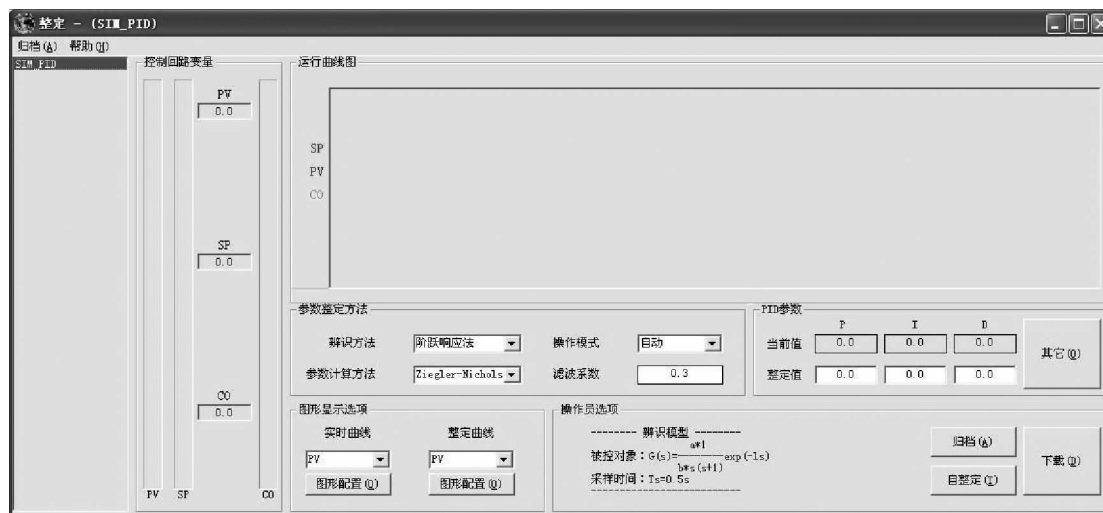 整定 - (SIM_PID)
归档(A) 帮助(H)
SIM_PID
控制回路变量
PV
0.0
SP
0.0
CO
0.0
PV SP CO
运行曲线图
SP
PV
CO
参数整定方法
辨识方法 阶跃响应法 操作模式 自动
参数计算方法 Ziegler-Nichols 滤波系数 0.3
PID参数
P I D
当前值 0.0 0.0 0.0
整定值 0.0 0.0 0.0
其它(O)
图形显示选项
实时曲线 整定曲线
PV PV
图形配置(U) 图形配置(U)
操作员选项
-------- 辨识模型 --------
a*1
被控对象：G(s)=————exp(-1s)
b*s(s+1)
采样时间：Ts=0.5s
--------------------------
归档(A)
自整定(T)
下载(D)